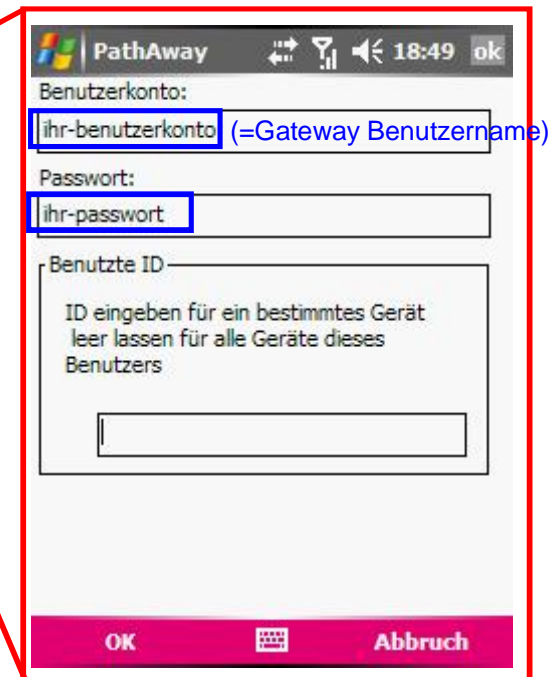 PathAway 18:49 ok
Benutzerkonto:
ihr-benutzerkonto (=Gateway Benutzername)
Passwort:
ihr-passwort
Benutzte ID
ID eingeben für ein bestimmtes Gerät
leer lassen für alle Geräte dieses
Benutzers
OK Abbruch